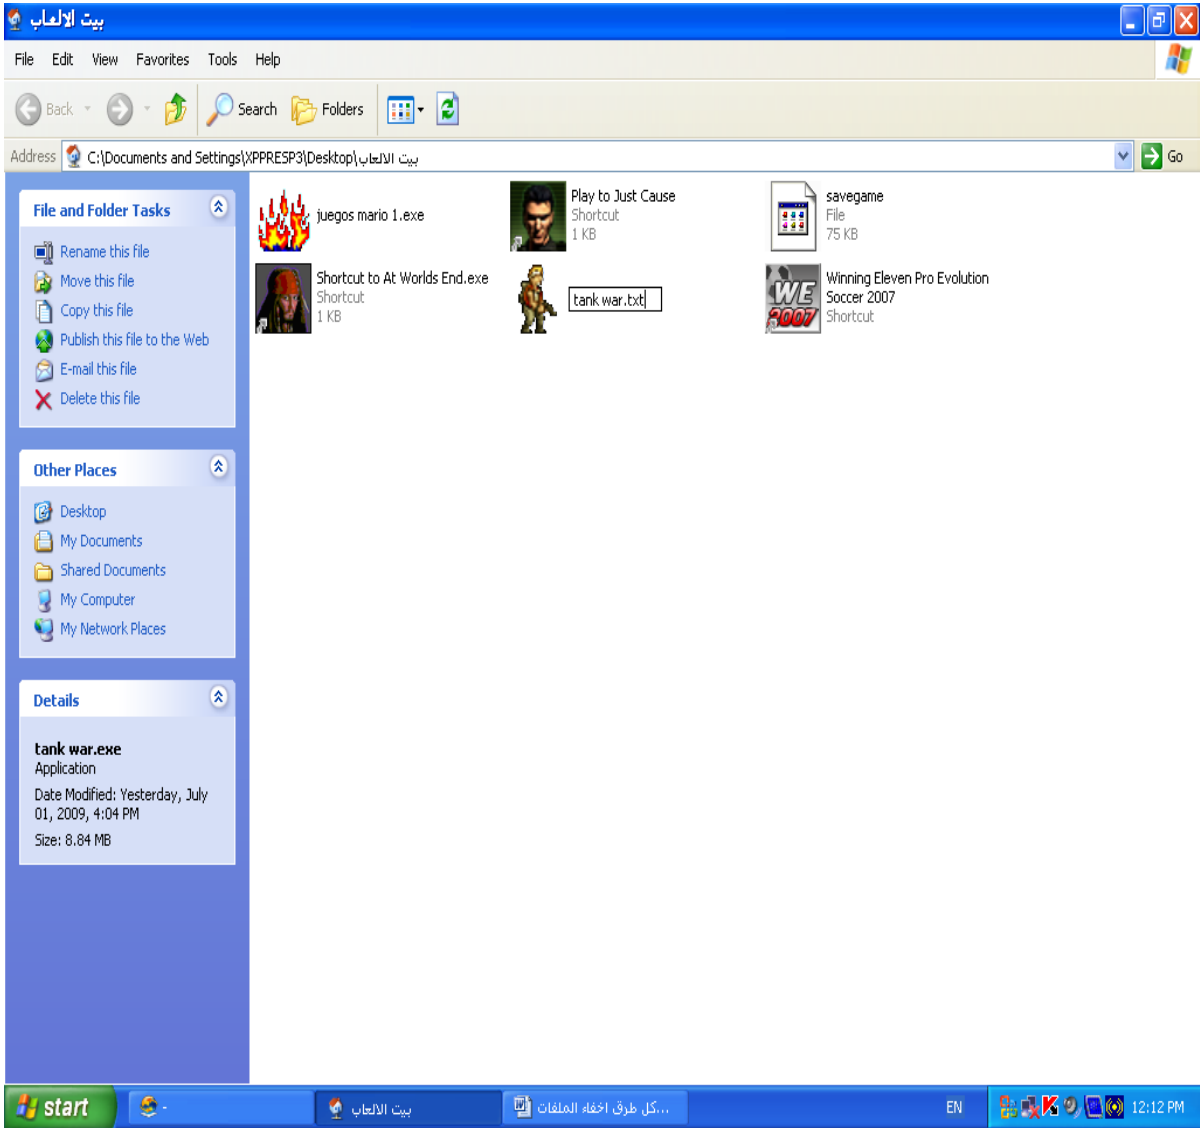 بيت الالعاب
File Edit View Favorites Tools Help
Back Search Folders
Address C:\Documents and Settings\XPPRESP3\Desktop\بيت الالعاب Go
File and Folder Tasks
Rename this file
Move this file
Copy this file
Publish this file to the Web
E-mail this file
Delete this file
Other Places
Desktop
My Documents
Shared Documents
My Computer
My Network Places
Details
tank war.exe
Application
Date Modified: Yesterday, July
01, 2009, 4:04 PM
Size: 8.84 MB
juegos mario 1.exe
Play to Just Cause
Shortcut
1 KB
savegame
File
75 KB
Shortcut to At Worlds End.exe
Shortcut
1 KB
tank war.txt
WE
2007
Winning Eleven Pro Evolution
Soccer 2007
Shortcut
start - بيت الالعاب كل طرق اخفاء الملفات... EN 12:12 PM